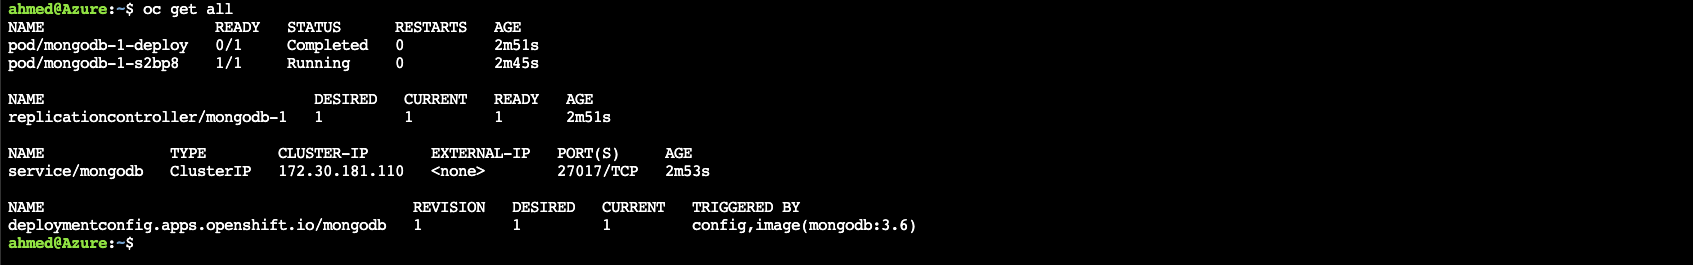 ahmed@Azure:~$ oc get all
NAME                   READY   STATUS      RESTARTS   AGE
pod/mongodb-1-deploy   0/1     Completed   0          2m51s
pod/mongodb-1-s2bp8    1/1     Running     0          2m45s

NAME                              DESIRED   CURRENT   READY   AGE
replicationcontroller/mongodb-1   1         1         1       2m51s

NAME              TYPE        CLUSTER-IP       EXTERNAL-IP   PORT(S)     AGE
service/mongodb   ClusterIP   172.30.181.110   <none>        27017/TCP   2m53s

NAME                                         REVISION   DESIRED   CURRENT   TRIGGERED BY
deploymentconfig.apps.openshift.io/mongodb   1          1         1         config,image(mongodb:3.6)
ahmed@Azure:~$